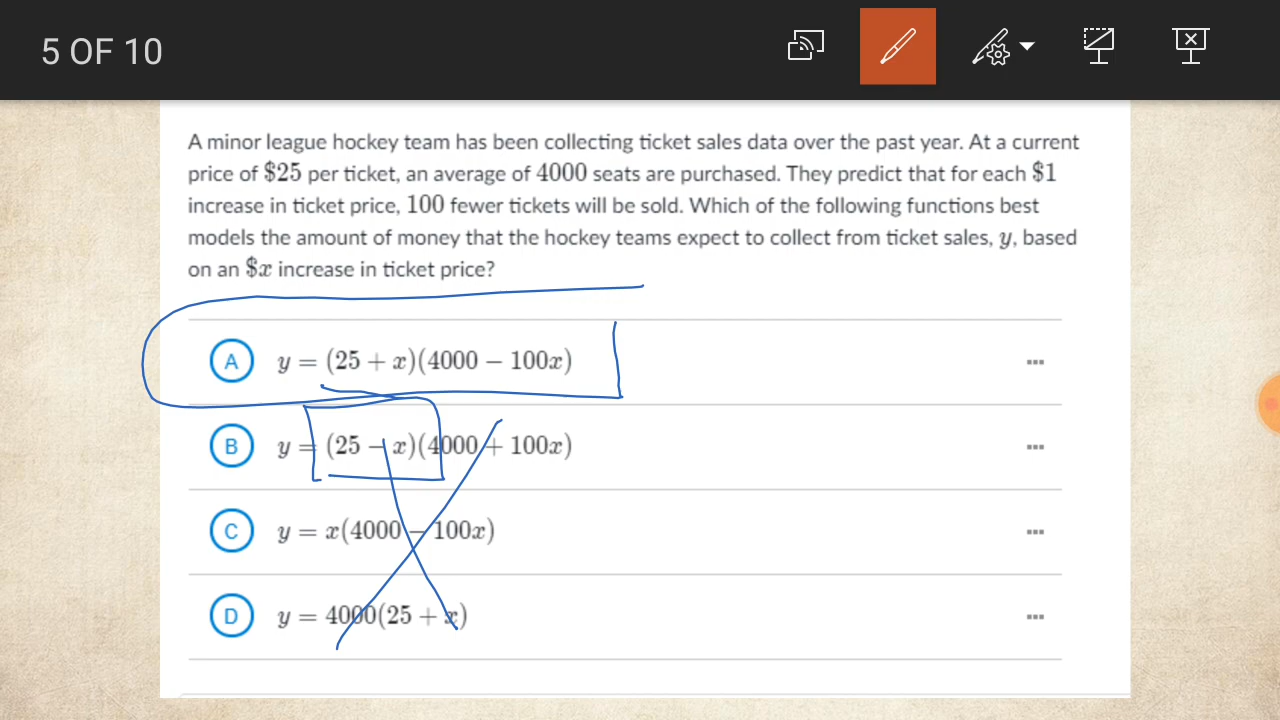 5 OF 10
A minor league hockey team has been collecting ticket sales data over the past year. At a current
price of $25 per ticket, an average of 4000 seats are purchased. They predict that for each $1
increase in ticket price, 100 fewer tickets will be sold. Which of the following functions best
models the amount of money that the hockey teams expect to collect from ticket sales, y, based
on an $x increase in ticket price?
A y = (25 + x)(4000 − 100x)
B y = (25 − x)(4000 + 100x)
C y = x(4000 − 100x)
D y = 4000(25 + x)